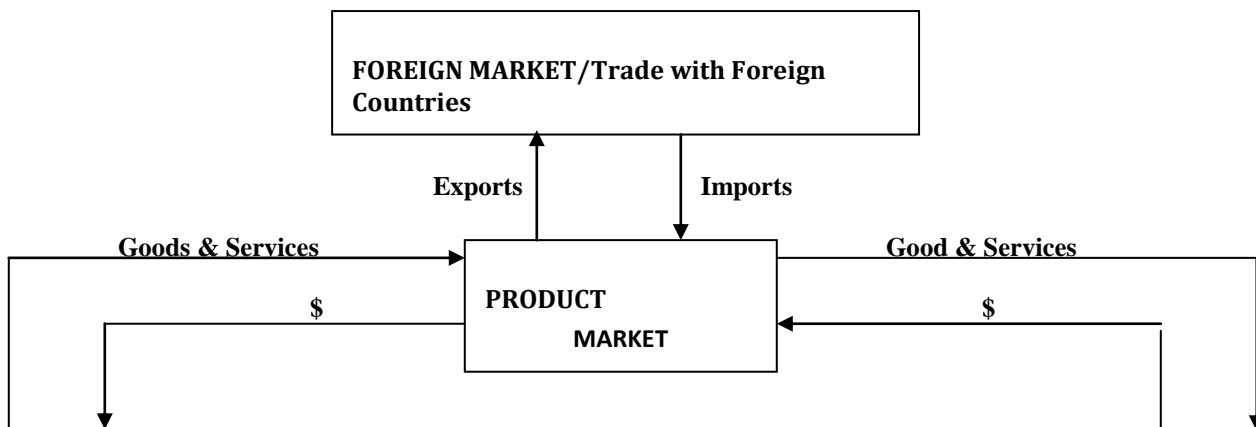 FOREIGN MARKET/Trade with Foreign
Countries
Exports
Imports
Goods & Services
Good & Services
PRODUCT
$
$
MARKET